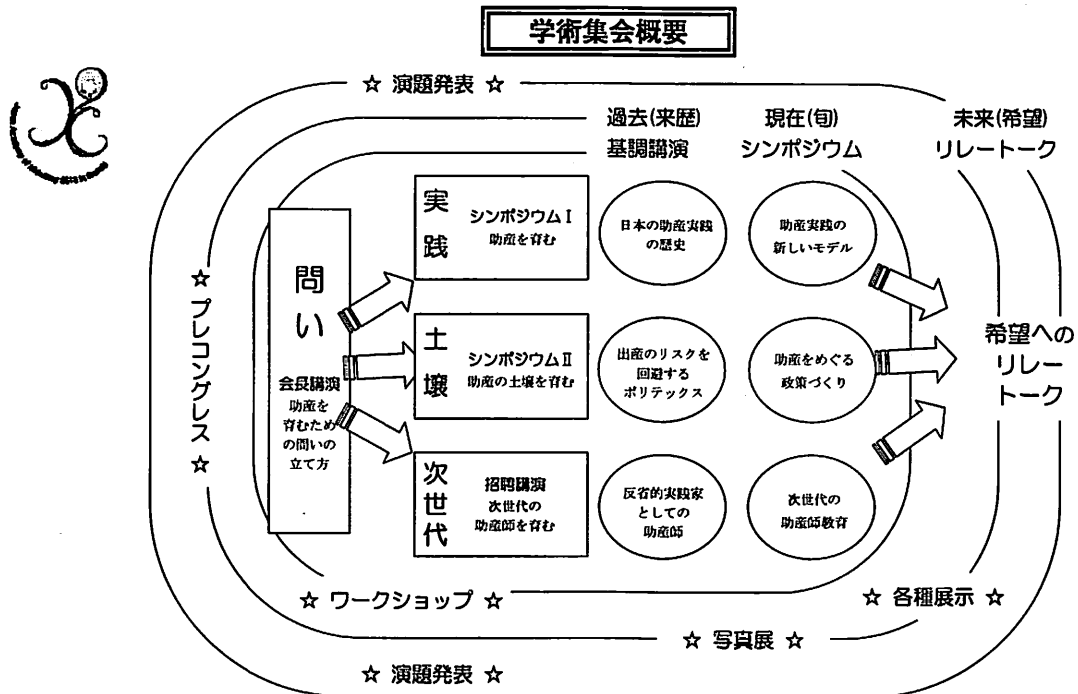 学術集会概要
☆ 演題発表 ☆
過去(来歴)
基調講演
現在(旬)
シンポジウム
未来(希望)
リレートーク
☆ プレコングレス ☆
問い
会長講演
助産を
育むため
の問いの
立て方
実践
シンポジウムⅠ
助産を育む
日本の助産実践
の歴史
助産実践の
新しいモデル
土壌
シンポジウムⅡ
助産の土壌を育む
出産のリスクを
回避する
ポリテックス
助産をめぐる
政策づくり
次世代
招聘講演
次世代の
助産師を育む
反省的実践家
としての
助産師
次世代の
助産師教育
希望への
リレー
トーク
☆ ワークショップ ☆
☆ 各種展示 ☆
☆ 写真展 ☆
☆ 演題発表 ☆